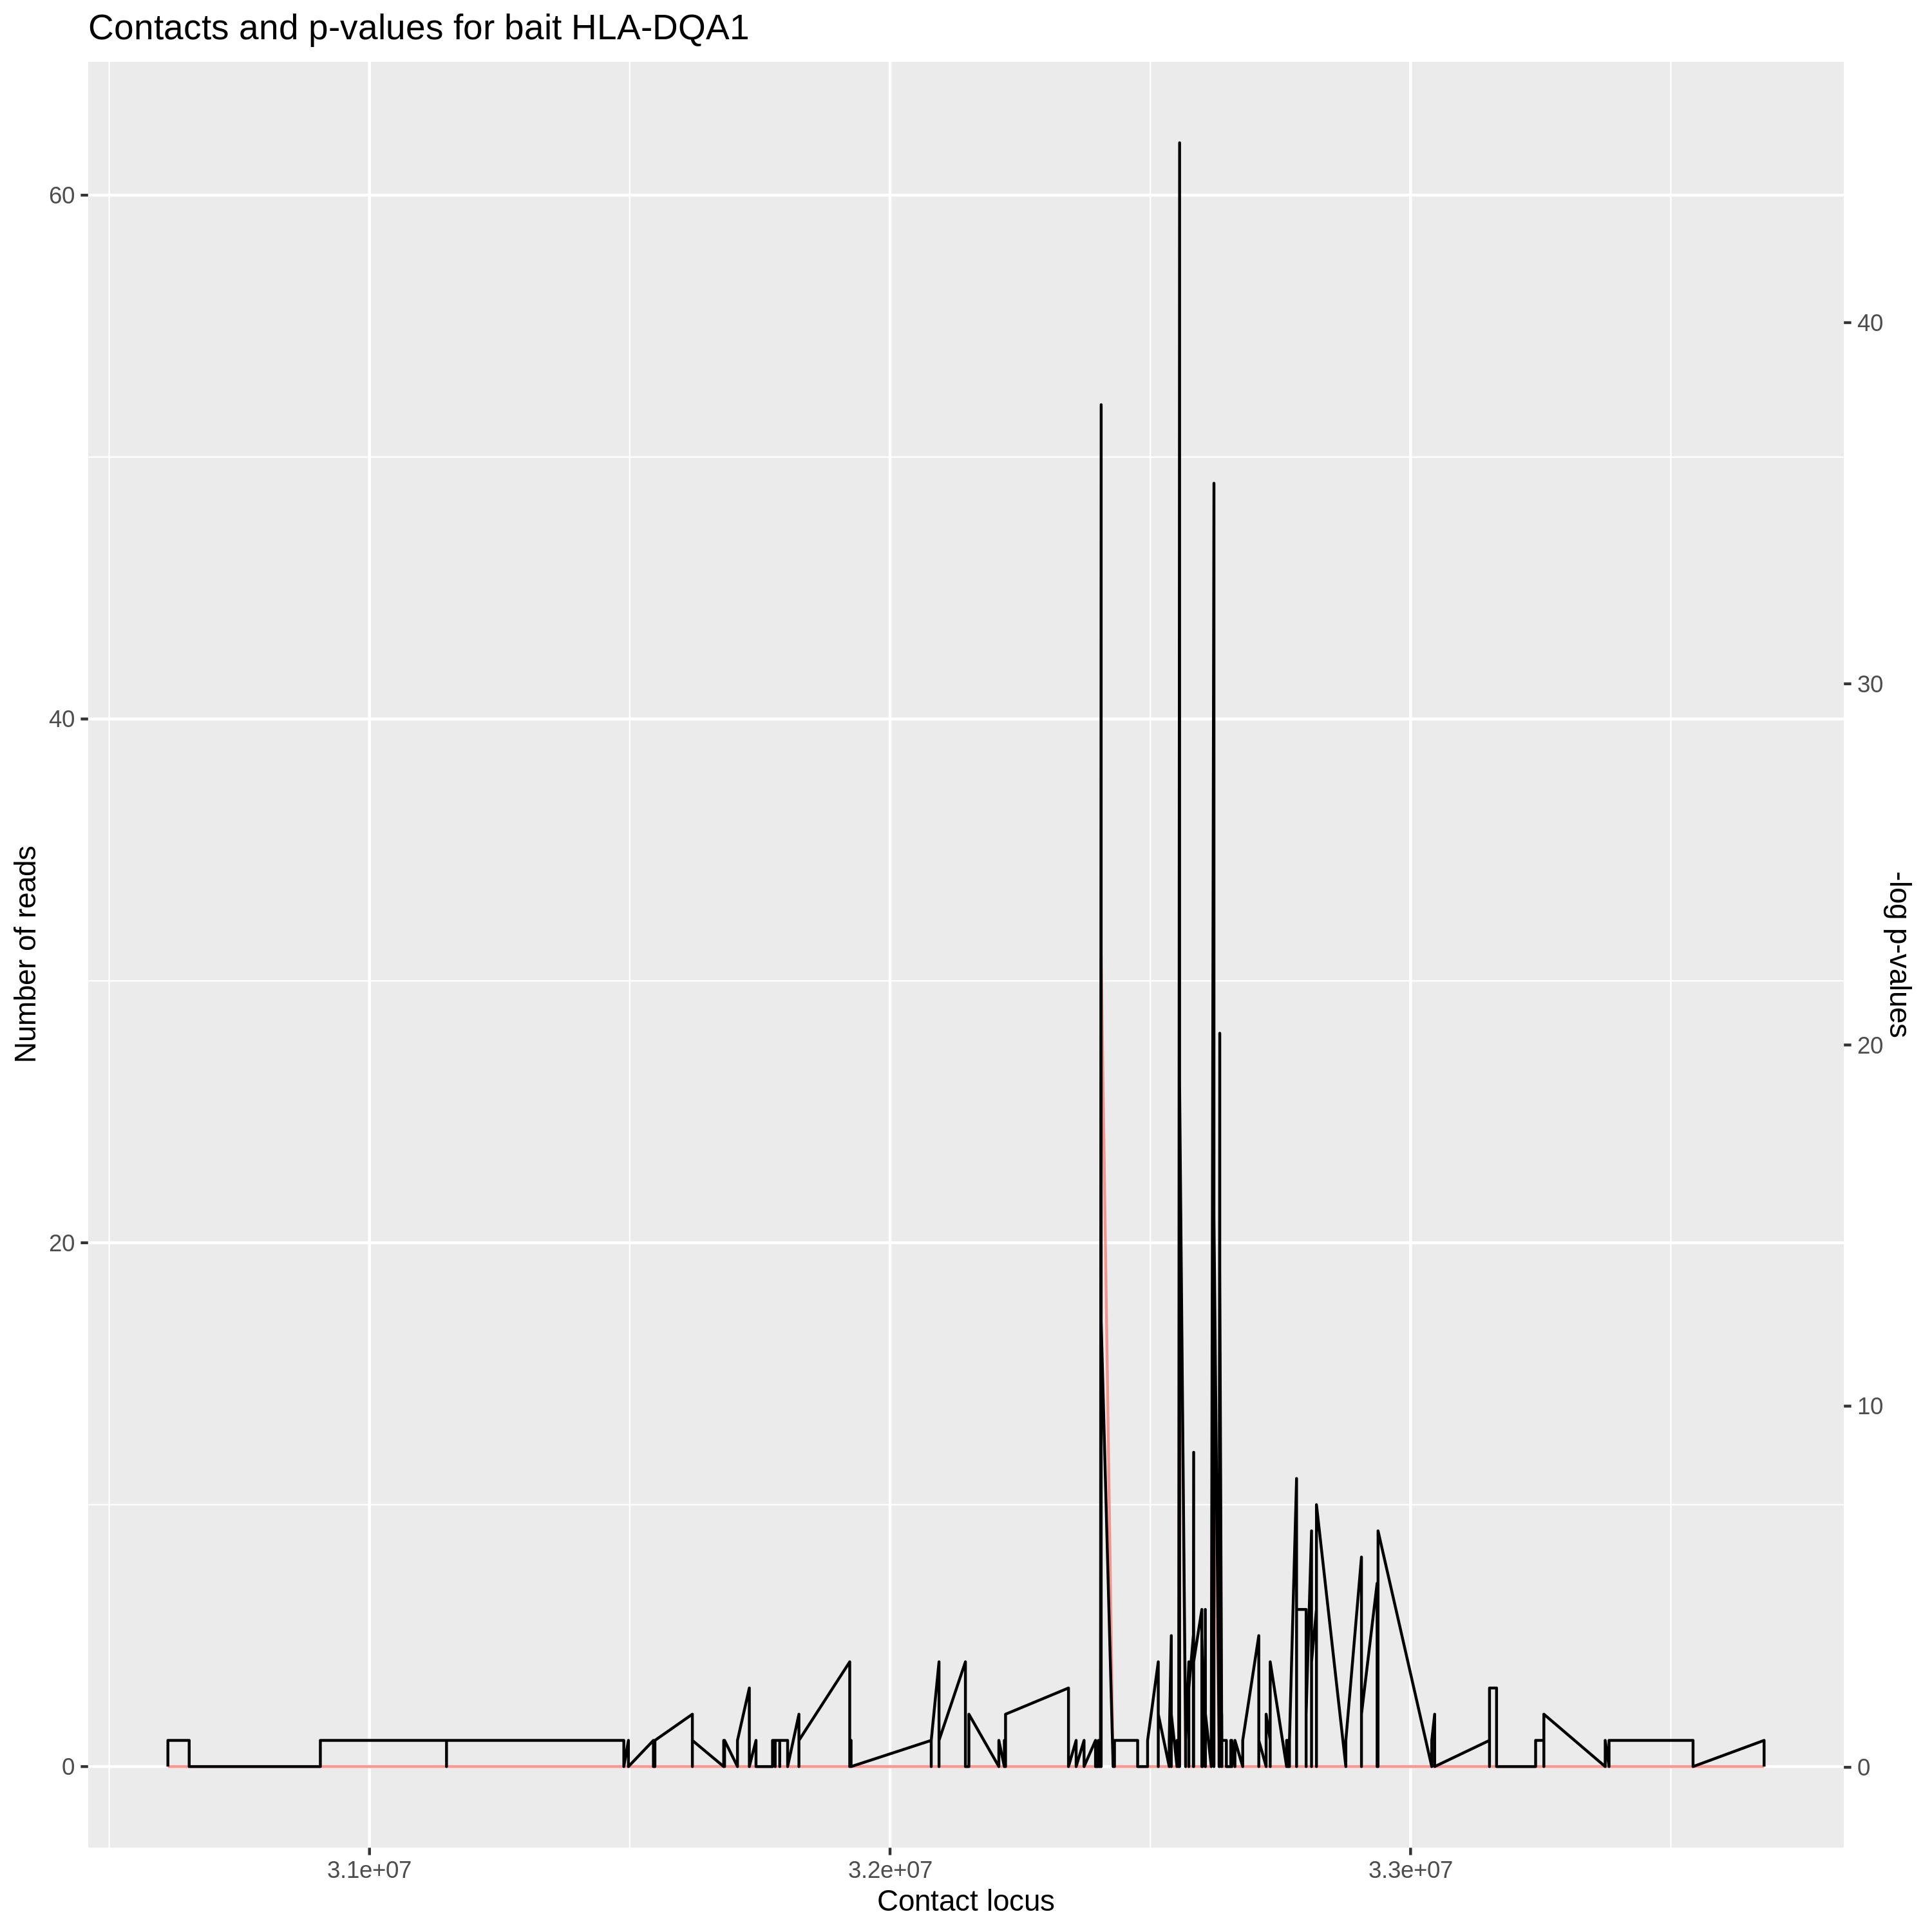 Contacts and p-values for bait HLA-DQA1
60
40
20
0
Number of reads
40
30
20
10
0
-log p-values
3.1e+07 3.2e+07 3.3e+07
Contact locus